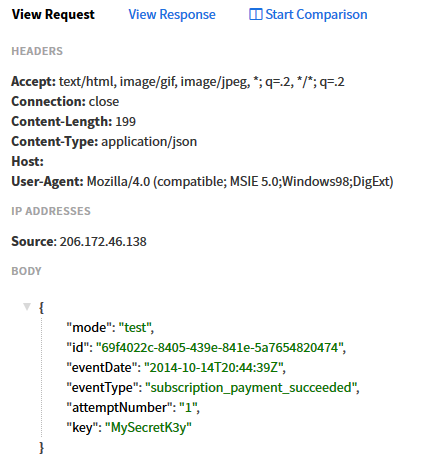 View Request View Response Start Comparison
HEADERS
Accept: text/html, image/gif, image/jpeg, *; q=.2, */*; q=.2
Connection: close
Content-Length: 199
Content-Type: application/json
Host:
User-Agent: Mozilla/4.0 (compatible; MSIE 5.0;Windows98;DigExt)
IP ADDRESSES
Source: 206.172.46.138
BODY
{
"mode": "test",
"id": "69f4022c-8405-439e-841e-5a7654820474",
"eventDate": "2014-10-14T20:44:39Z",
"eventType": "subscription_payment_succeeded",
"attemptNumber": "1",
"key": "MySecretK3y"
}